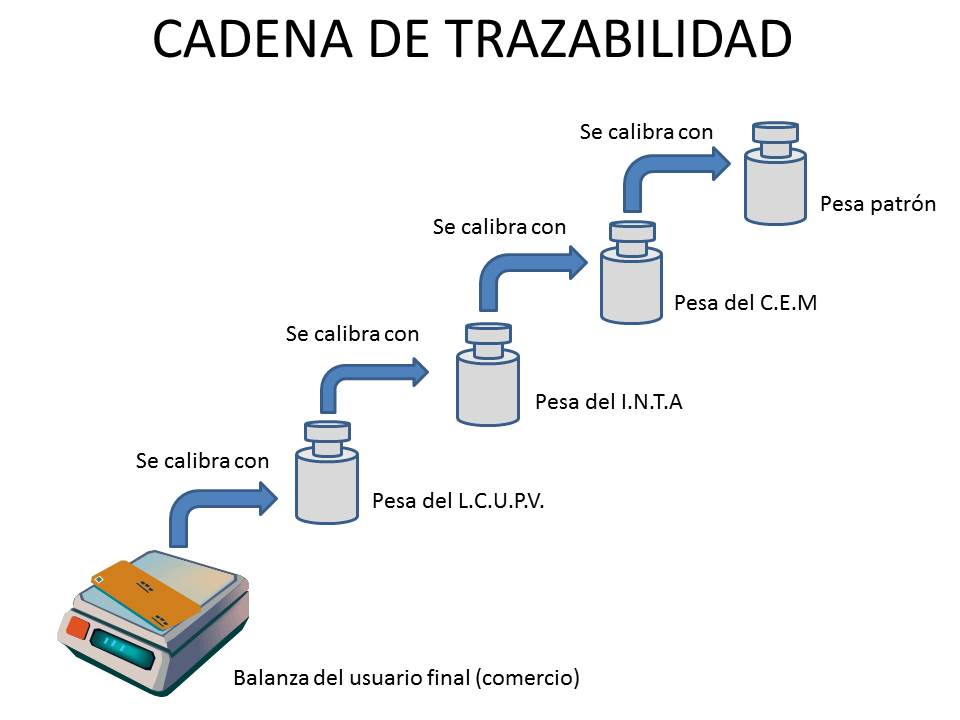 CADENA DE TRAZABILIDAD
Se calibra con
Pesa patrón
Se calibra con
Pesa del C.E.M
Se calibra con
Pesa del I.N.T.A
Se calibra con
Pesa del L.C.U.P.V.
Balanza del usuario final (comercio)